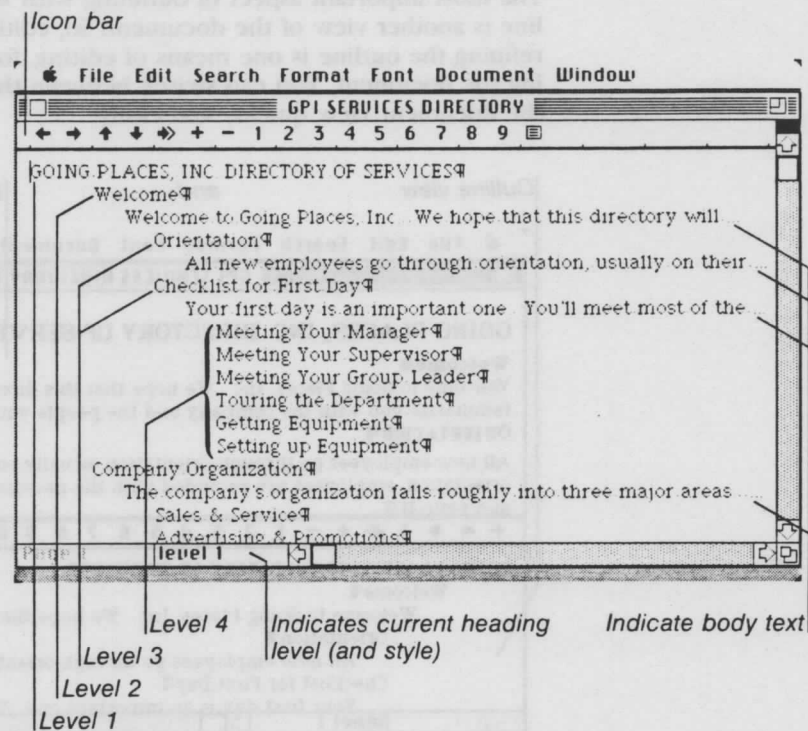 Icon bar
File Edit Search Format Font Document Window
GPI SERVICES DIRECTORY
+ − 1 2 3 4 5 6 7 8 9
GOING PLACES, INC DIRECTORY OF SERVICES¶
Welcome¶
Welcome to Going Places, Inc We hope that this directory will ...
Orientation¶
All new employees go through orientation, usually on their ...
Checklist for First Day¶
Your first day is an important one You'll meet most of the ...
Meeting Your Manager¶
Meeting Your Supervisor¶
Meeting Your Group Leader¶
Touring the Department¶
Getting Equipment¶
Setting up Equipment¶
Company Organization¶
The company's organization falls roughly into three major areas ...
Sales & Service¶
Advertising & Promotions¶
Page 1 level 1
Level 4 Indicates current heading Indicate body text
level (and style)
Level 3
Level 2
Level 1